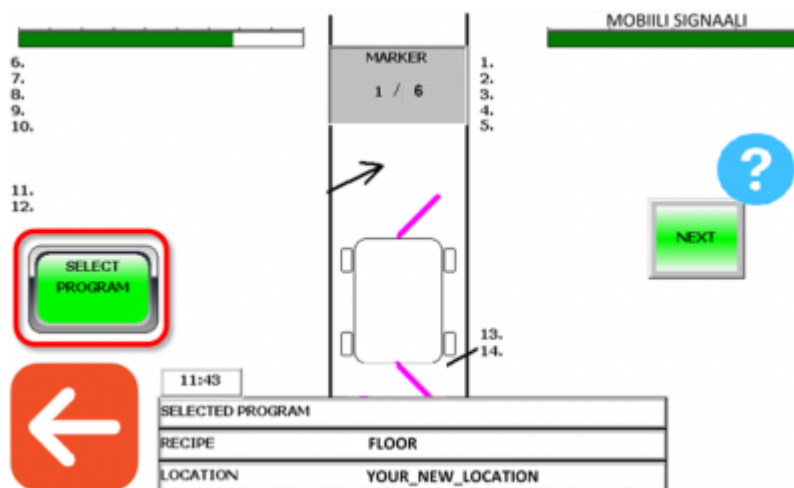 MOBIILI SIGNAALI
MARKER
1 / 6
6.
7.
8.
9.
10.
1.
2.
3.
4.
5.
11.
12.
?
NEXT
SELECT
PROGRAM
13.
14.
11:43
SELECTED PROGRAM
RECIPE FLOOR
LOCATION YOUR_NEW_LOCATION